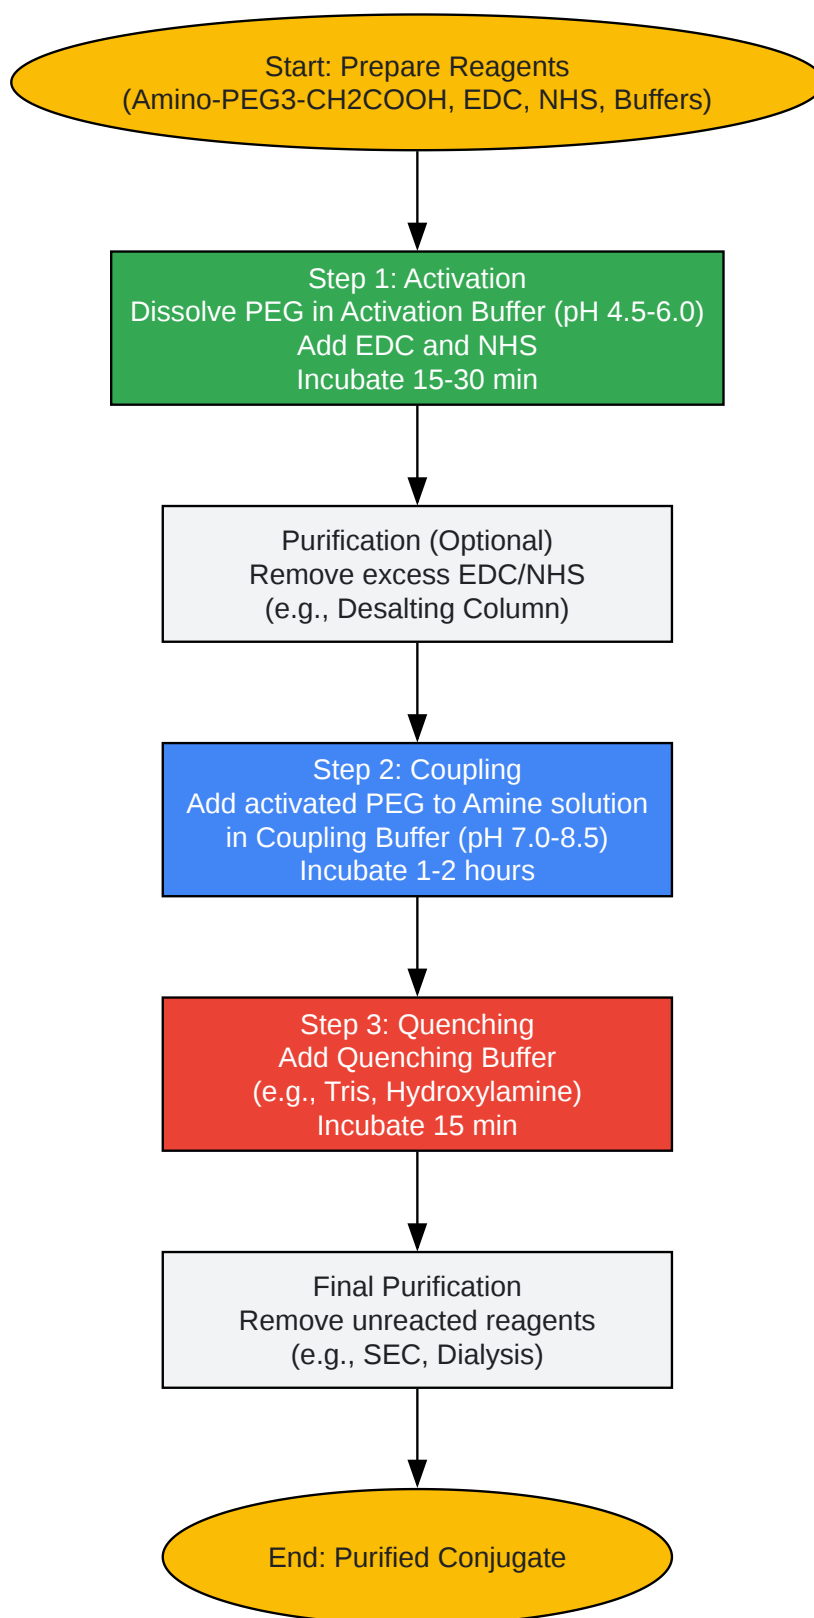 Start: Prepare Reagents
(Amino-PEG3-CH2COOH, EDC, NHS, Buffers)
Step 1: Activation
Dissolve PEG in Activation Buffer (pH 4.5-6.0)
Add EDC and NHS
Incubate 15-30 min
Purification (Optional)
Remove excess EDC/NHS
(e.g., Desalting Column)
Step 2: Coupling
Add activated PEG to Amine solution
in Coupling Buffer (pH 7.0-8.5)
Incubate 1-2 hours
Step 3: Quenching
Add Quenching Buffer
(e.g., Tris, Hydroxylamine)
Incubate 15 min
Final Purification
Remove unreacted reagents
(e.g., SEC, Dialysis)
End: Purified Conjugate